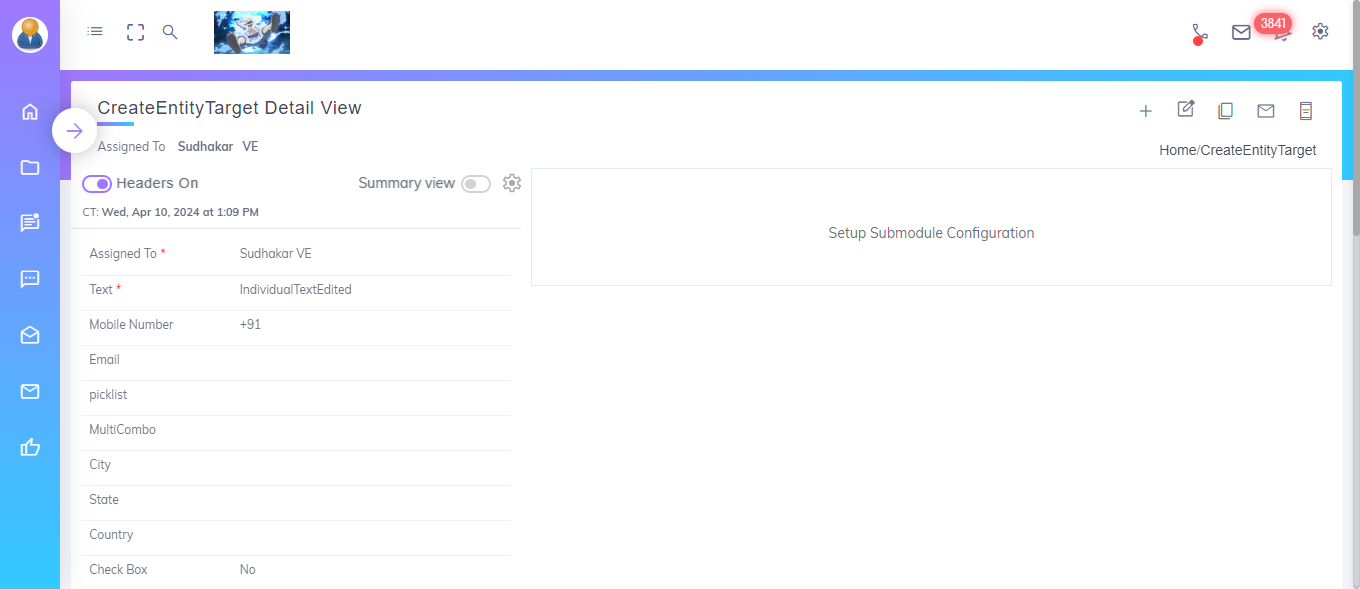 3841
CreateEntityTarget Detail View
Assigned To Sudhakar VE
Home/CreateEntityTarget
Headers On Summary view
CT: Wed, Apr 10, 2024 at 1:09 PM
Setup Submodule Configuration
Assigned To * Sudhakar VE
Text * IndividualTextEdited
Mobile Number +91
Email
picklist
MultiCombo
City
State
Country
Check Box No